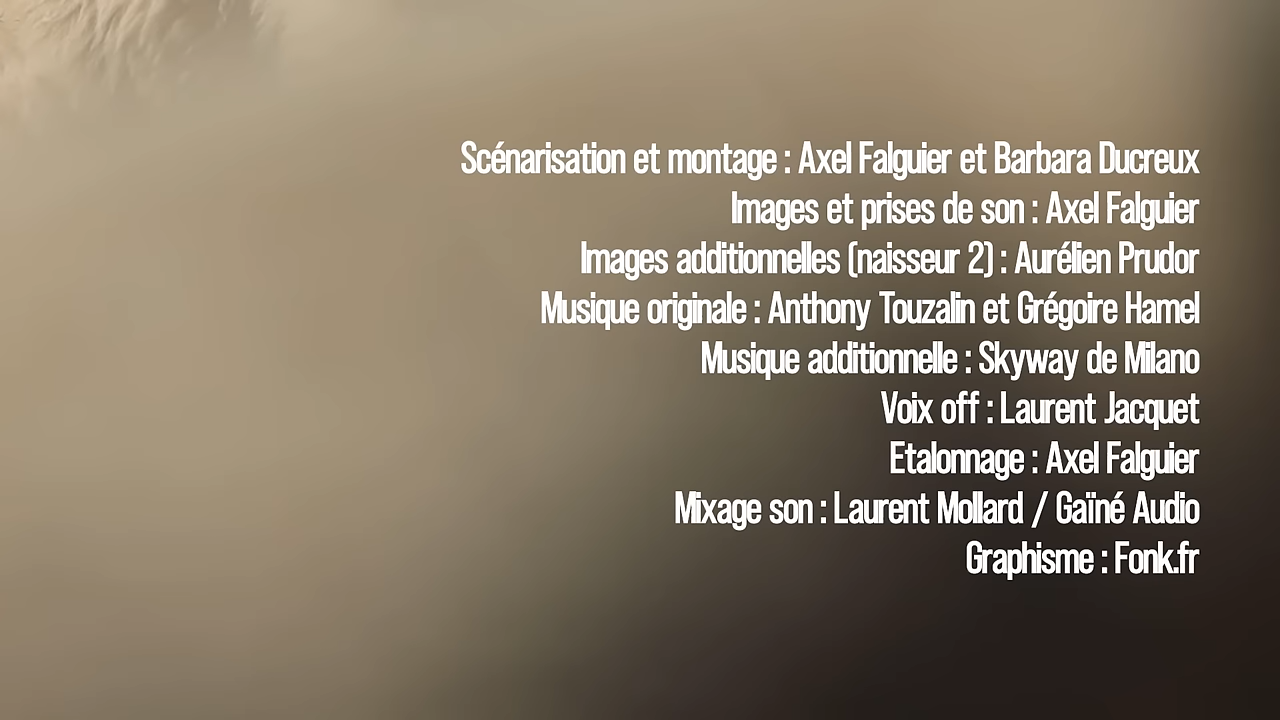 Scénarisation et montage : Axel Falguier et Barbara Ducreux
Images et prises de son : Axel Falguier
Images additionnelles (naisseur 2) : Aurélien Prudor
Musique originale : Anthony Touzalin et Grégoire Hamel
Musique additionnelle : Skyway de Milano
Voix off : Laurent Jacquet
Etalonnage : Axel Falguier
Mixage son : Laurent Mollard / Gaïné Audio
Graphisme : Fonk.fr